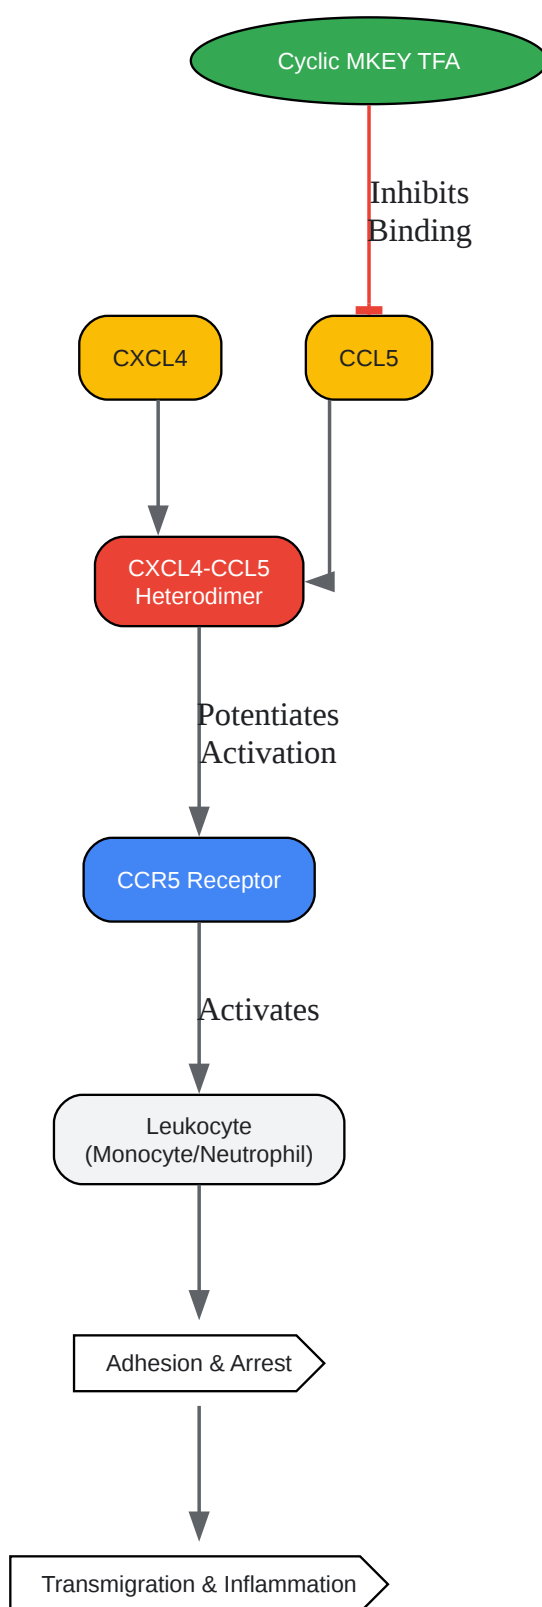 Cyclic MKEY TFA
Inhibits
Binding
CXCL4
CCL5
CXCL4-CCL5
Heterodimer
Potentiates
Activation
CCR5 Receptor
Activates
Leukocyte
(Monocyte/Neutrophil)
Adhesion & Arrest
Transmigration & Inflammation